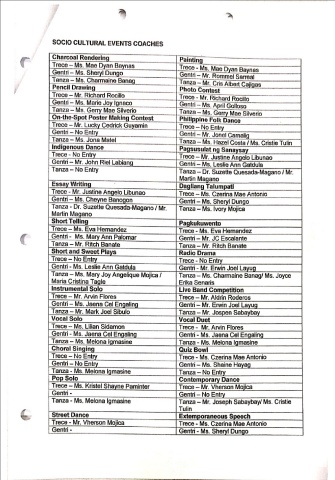 SOCIO CULTURAL EVENTS COACHES
Charcoal Rendering
Trece – Ms. Mae Dyan Baynas
Gentri – Ms. Sheryl Dungo
Tanza – Ms. Charmaine Banag
Pencil Drawing
Trece – Mr. Richard Rocillo
Gentri – Ms. Marie Joy Ignaco
Tanza – Ms. Gerry Mae Silverio
On-the-Spot Poster Making Contest
Trece – Mr. Lucky Cedrick Guyamin
Gentri – No Entry
Tanza – Ms. Jona Matel
Indigenous Dance
Trece - No Entry
Gentri – Mr. John Riel Labiang
Tanza – No Entry
Essay Writing
Trece – Mr. Justine Angelo Libunao
Gentri – Ms. Cheyne Banogon
Tanza - Dr. Suzette Quesada-Magano / Mr.
Martin Magano
Short Telling
Trece – Ms. Eva Hernandez
Gentri - Ms. Mary Ann Palomar
Tanza – Mr. Ritch Banate
Short and Sweet Plays
Trece – No Entry
Gentri - Ms. Leslie Ann Gatdula
Tanza – Ms. Mary Joy Anqelique Mojica /
Maria Cristina Tagle
Instrumental Solo
Trece – Mr. Arvin Flores
Gentri – Ms. Jaena Cel Engaling
Tanza – Mr. Mark Joel Sibulo
Vocal Solo
Trece – Ms. Lilian Sidamon
Gentri - Ms. Jaena Cel Engaling
Tanza – Ms. Melona Igmasine
Choral Singing
Trece – No Entry
Gentri – No Entry
Tanza – Ms. Melona Igmasine
Pop Solo
Trece – Ms. Kristel Shayne Paminter
Gentri -
Tanza - Ms. Melona Igmasine
Street Dance
Trece - Mr. Vherson Mojica
Gentri -
Painting
Trece – Ms. Mae Dyan Baynas
Gentri – Mr. Rommel Sarreal
Tanza – Mr. Cris Albert Cajigas
Photo Contest
Trece – Mr. Richard Rocillo
Gentri – Ms. April Golloso
Tanza – Ms. Gerry Mae Silverio
Philippine Folk Dance
Trece – No Entry
Gentri – Mr. Jorel Camalig
Tanza – Ms. Hazel Costa / Ms. Cristie Tulin
Pagsusulat ng Sanaysay
Trece – Mr. Justine Angelo Libunao
Gentri – Ms. Leslie Ann Gatdula
Tanza – Dr. Suzette Quesada-Magano / Mr.
Martin Magano
Dagliang Talumpati
Trece – Ms. Czerina Mae Antonio
Gentri – Ms. Sheryl Dungo
Tanza – Ms. Ivory Mojica
Pagkukuwento
Trece - Ms. Eva Hernandez
Gentri – Mr. JC Escalante
Tanza – Mr. Ritch Banate
Radio Drama
Trece – No Entry
Gentri - Mr. Erwin Joel Layug
Tanza – Ms. Charmaine Banag/ Ms. Joyce
Erika Senaris
Live Band Competition
Trece – Mr. Aldrin Roderos
Gentri – Mr. Erwin Joel Layug
Tanza – Mr. Jospen Sabaybay
Vocal Duet
Trece – Mr. Arvin Flores
Gentri – Ms. Jaena Cel Engaling
Tanza – Ms. Melona Igmasine
Quiz Bowl
Trece – Ms. Czerina Mae Antonio
Gentri – Ms. Shaine Hayag
Tanza – No Entry
Contemporary Dance
Trece – Mr. Vherson Mojica
Gentri – No Entry
Tanza – Mr. Joseph Sabaybay/ Ms. Cristie
Tulin
Extemporaneous Speech
Trece – Ms. Czerina Mae Antonio
Gentri - Ms. Sheryl Dungo